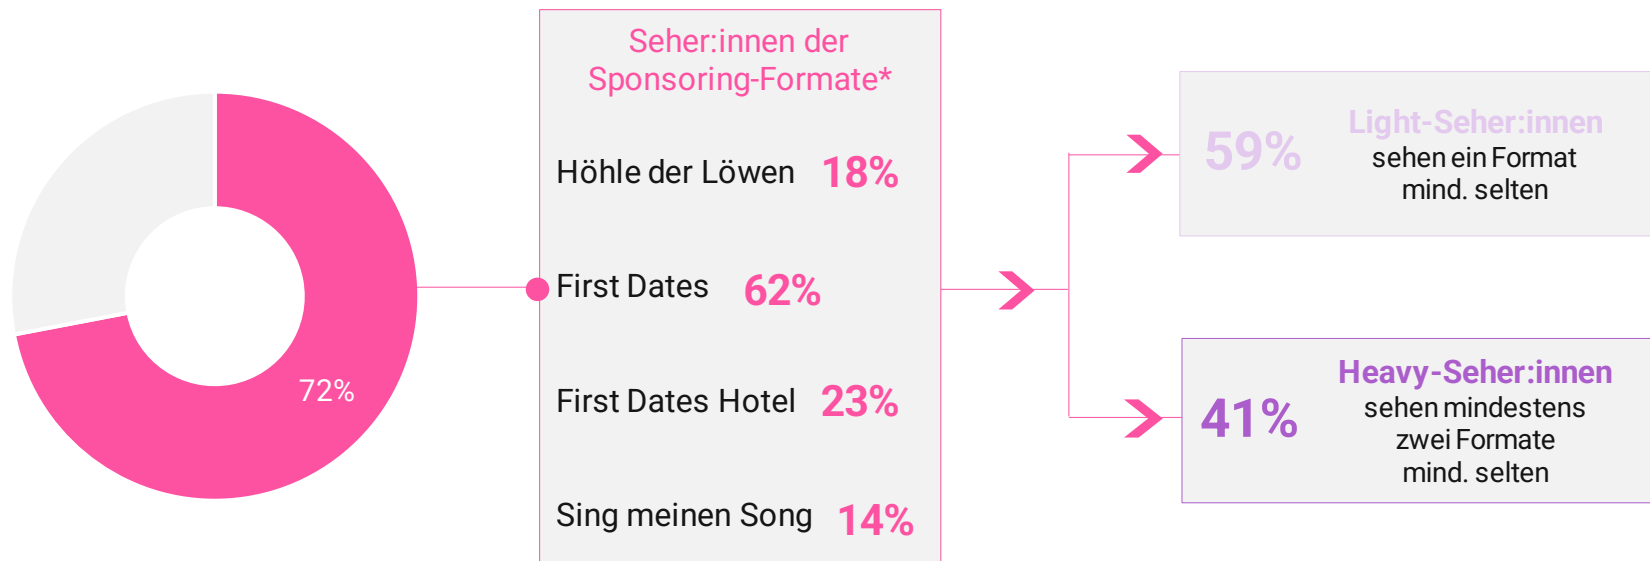 72%
Seher:innen der
Sponsoring-Formate*
Höhle der Löwen 18%
First Dates 62%
First Dates Hotel 23%
Sing meinen Song 14%
59%
Light-Seher:innen
sehen ein Format
mind. selten
41%
Heavy-Seher:innen
sehen mindestens
zwei Formate
mind. selten